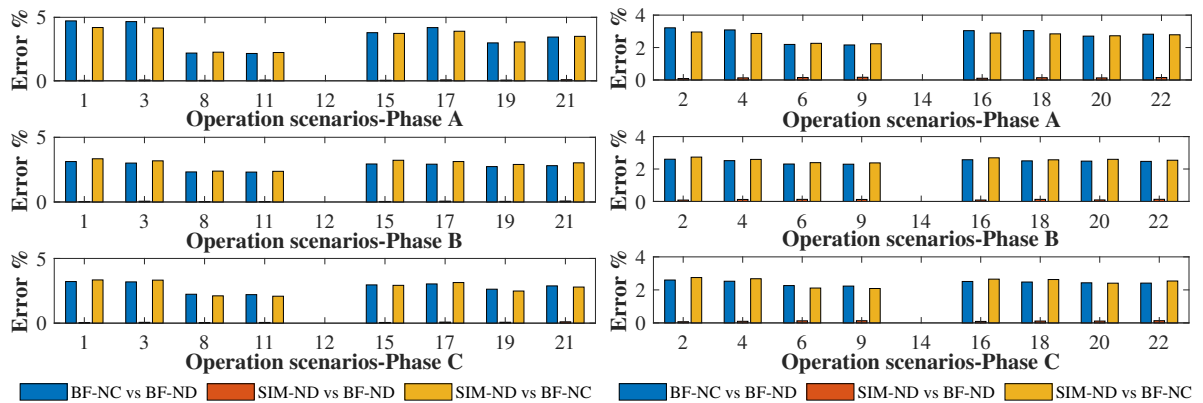 5
Error %
0
1 3 8 11 12 15 17 19 21
Operation scenarios-Phase A
5
Error %
0
1 3 8 11 12 15 17 19 21
Operation scenarios-Phase B
5
Error %
0
1 3 8 11 12 15 17 19 21
Operation scenarios-Phase C
BF-NC vs BF-ND SIM-ND vs BF-ND SIM-ND vs BF-NC
4
Error %
2
0
2 4 6 9 14 16 18 20 22
Operation scenarios-Phase A
4
Error %
2
0
2 4 6 9 14 16 18 20 22
Operation scenarios-Phase B
4
Error %
2
0
2 4 6 9 14 16 18 20 22
Operation scenarios-Phase C
BF-NC vs BF-ND SIM-ND vs BF-ND SIM-ND vs BF-NC